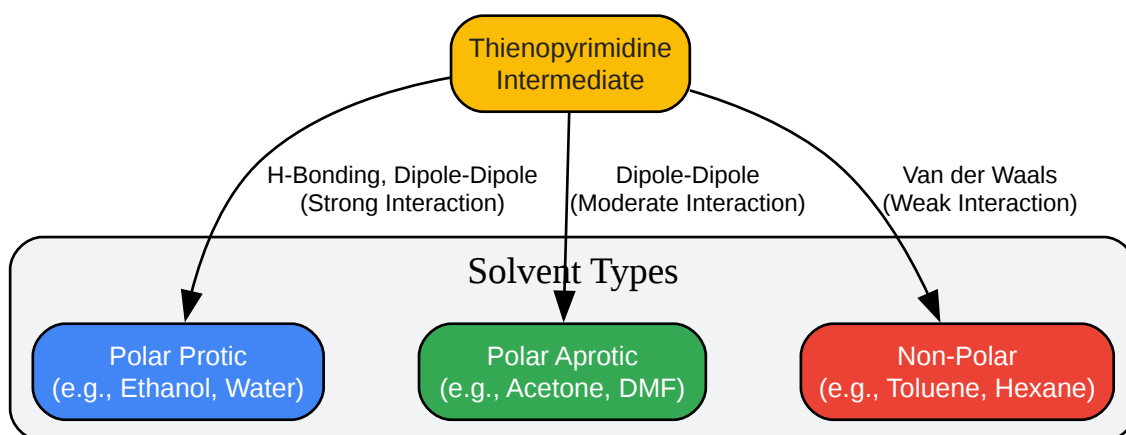 Thienopyrimidine
Intermediate
H-Bonding, Dipole-Dipole
(Strong Interaction)
Dipole-Dipole
(Moderate Interaction)
Van der Waals
(Weak Interaction)
Solvent Types
Polar Protic
(e.g., Ethanol, Water)
Polar Aprotic
(e.g., Acetone, DMF)
Non-Polar
(e.g., Toluene, Hexane)